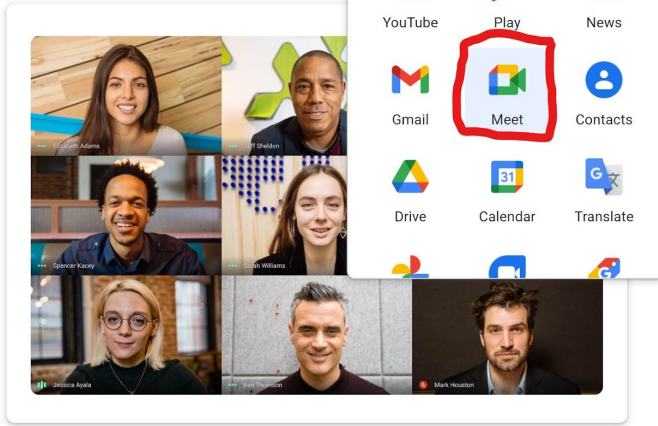 YouTube Play News
Gmail Meet Contacts
Elizabeth Adams Jeff Sheldon
31
G
Drive Calendar Translate
Spencer Kacey Sarah Williams
Jessica Ayala Ben Thomson Mark Houston